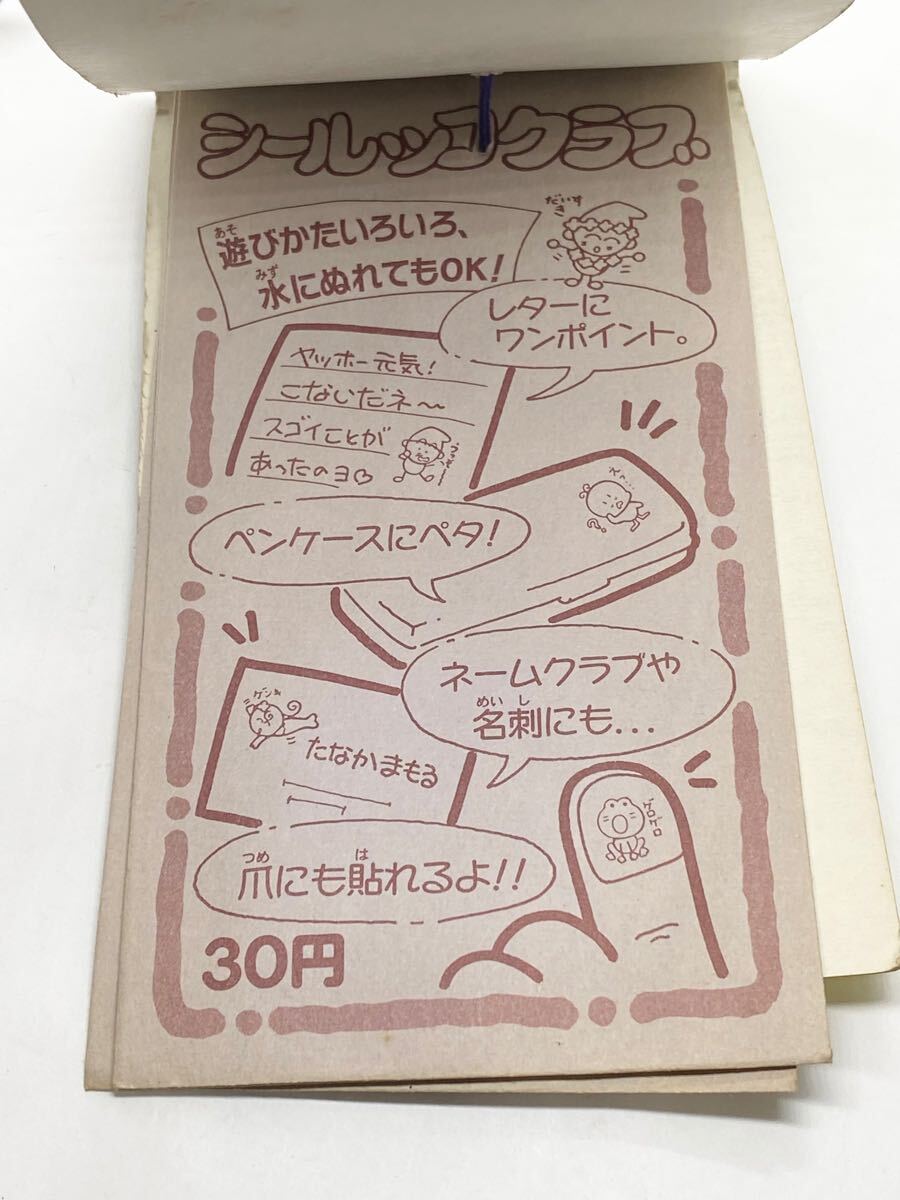 シールッコクラブ
遊びかたいろいろ、
あそ
水にぬれてもOK!
みず
だいす
き
レターに
ワンポイント。
ヤッホー元気!
こないだネ〜
スゴイことが
あったのヨ♡
ペンケースにペタ!
?。
ネームクラブや
名刺にも...
めいし
たなかまもる
ゲロゲロ
爪にも貼れるよ!!
つめ
は
30円